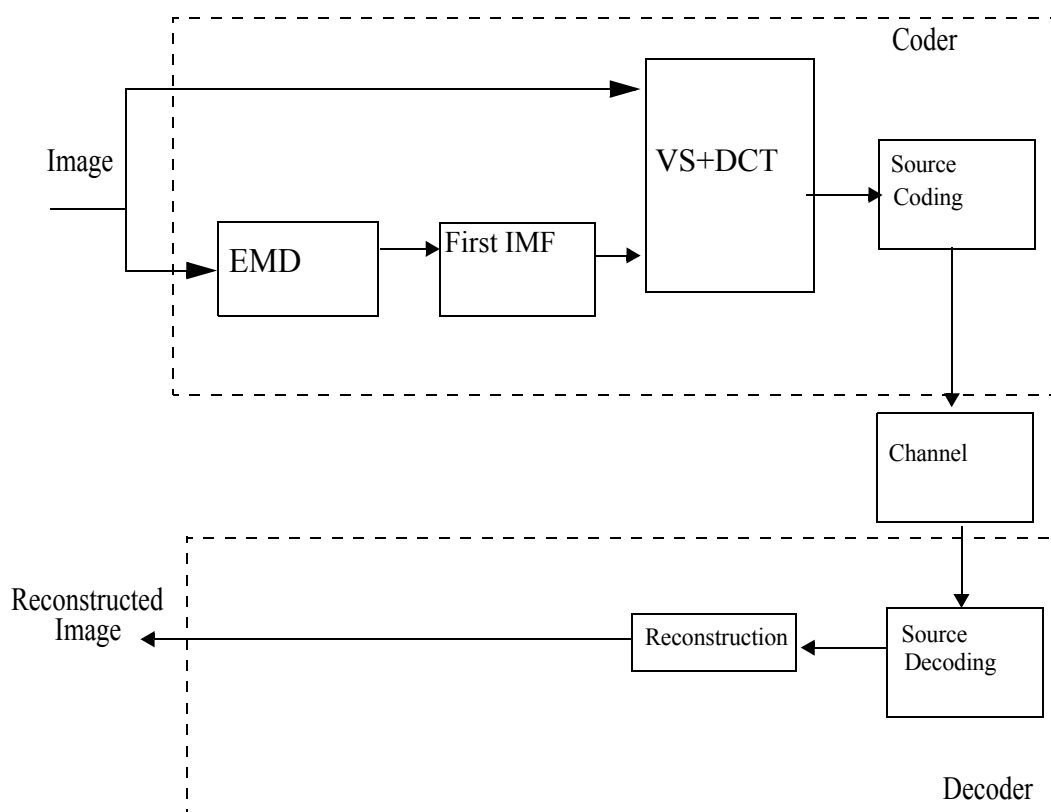 Coder
Image
VS+DCT
Source
Coding
EMD
First IMF
Channel
Reconstructed
Image
Reconstruction
Source
Decoding
Decoder